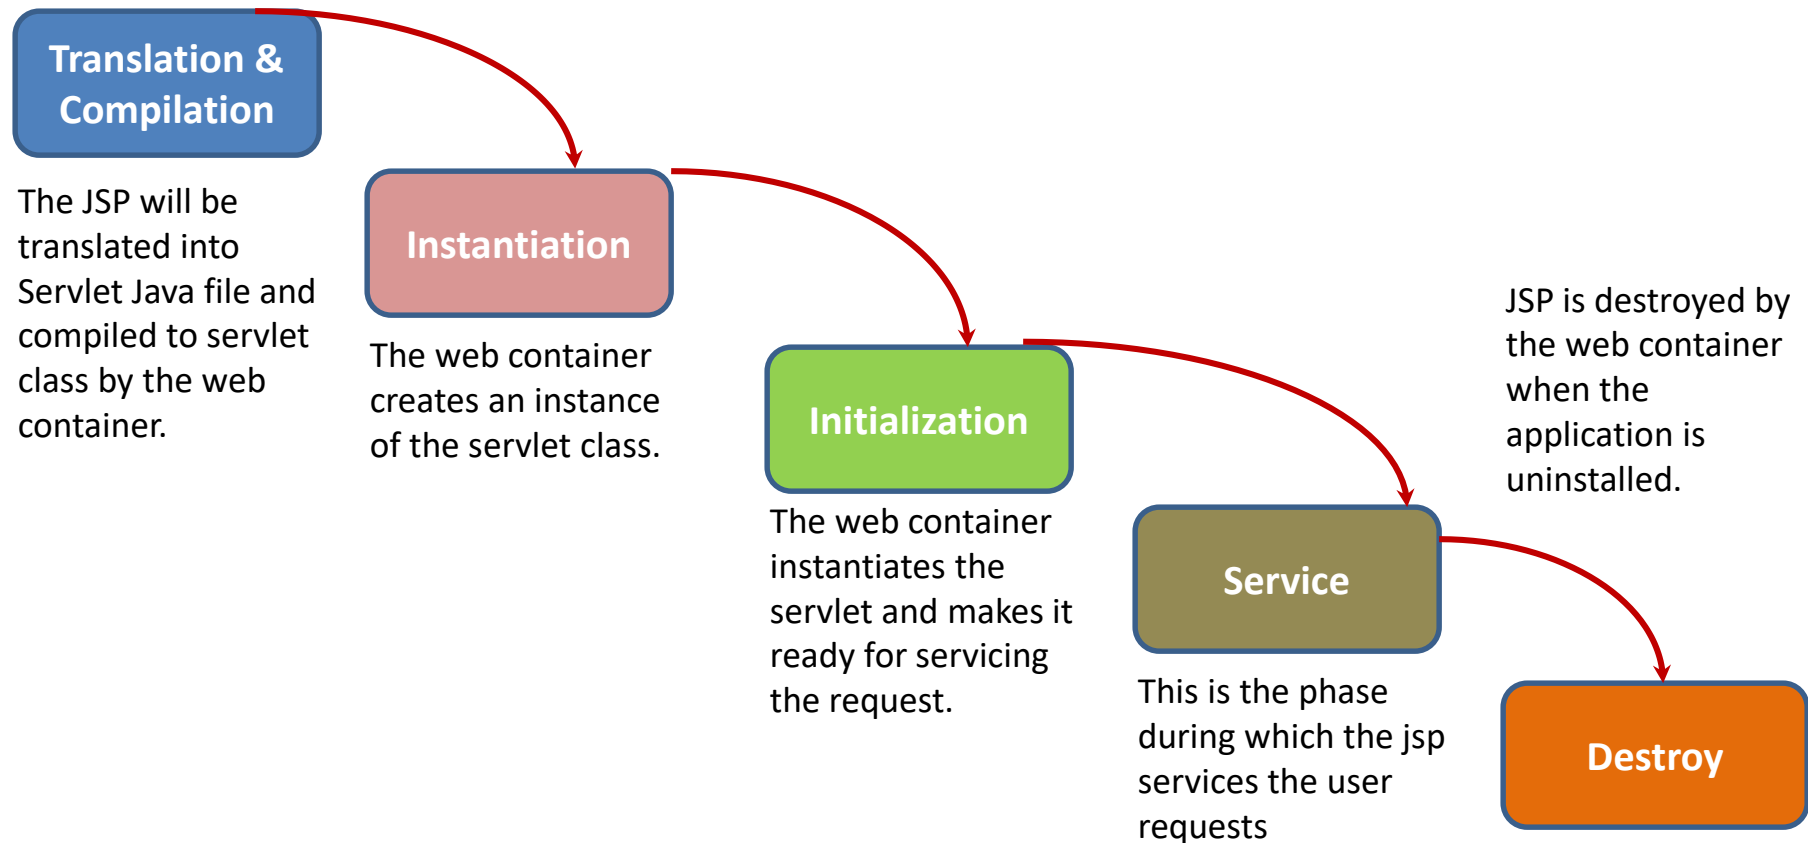 Translation &
Compilation
The JSP will be
translated into
Servlet Java file and
compiled to servlet
class by the web
container.
Instantiation
The web container
creates an instance
of the servlet class.
Initialization
The web container
instantiates the
servlet and makes it
ready for servicing
the request.
Service
This is the phase
during which the jsp
services the user
requests
JSP is destroyed by
the web container
when the
application is
uninstalled.
Destroy